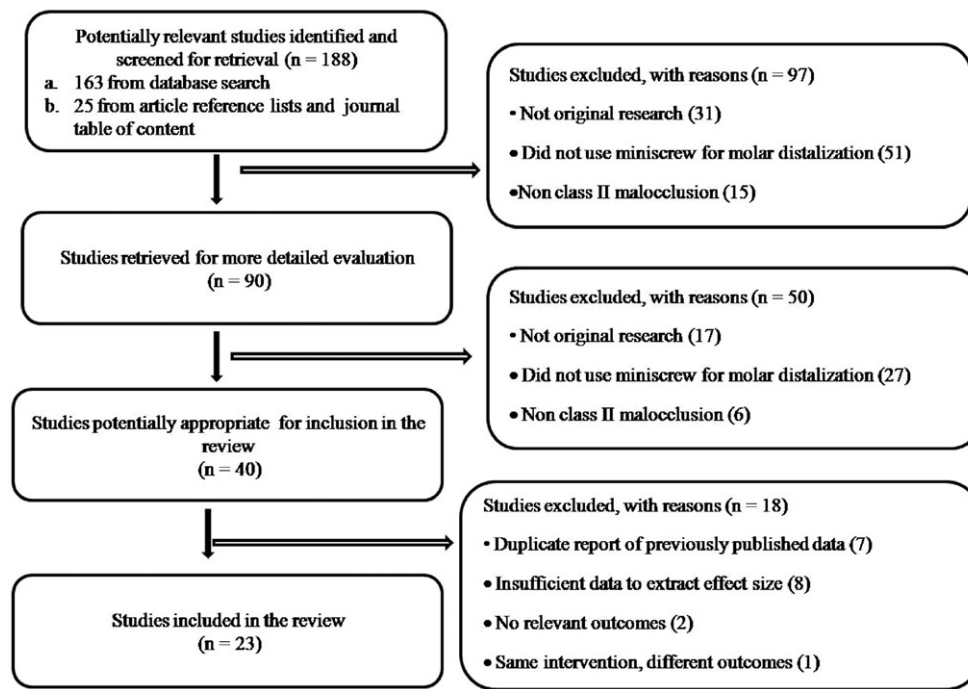 Potentially relevant studies identified and
screened for retrieval (n = 188)
a. 163 from database search
b. 25 from article reference lists and journal
table of content
Studies excluded, with reasons (n = 97)
· Not original research (31)
• Did not use miniscrew for molar distalization (51)
•Non class II malocclusion (15)
Studies retrieved for more detailed evaluation
(n = 90)
Studies excluded, with reasons (n = 50)
· Not original research (17)
• Did not use miniscrew for molar distalization (27)
• Non class II malocclusion (6)
Studies potentially appropriate for inclusion in the
review
(n = 40)
Studies excluded, with reasons (n = 18)
· Duplicate report of previously published data (7)
• Insufficient data to extract effect size (8)
• No relevant outcomes (2)
• Same intervention, different outcomes (1)
Studies included in the review
(n = 23)